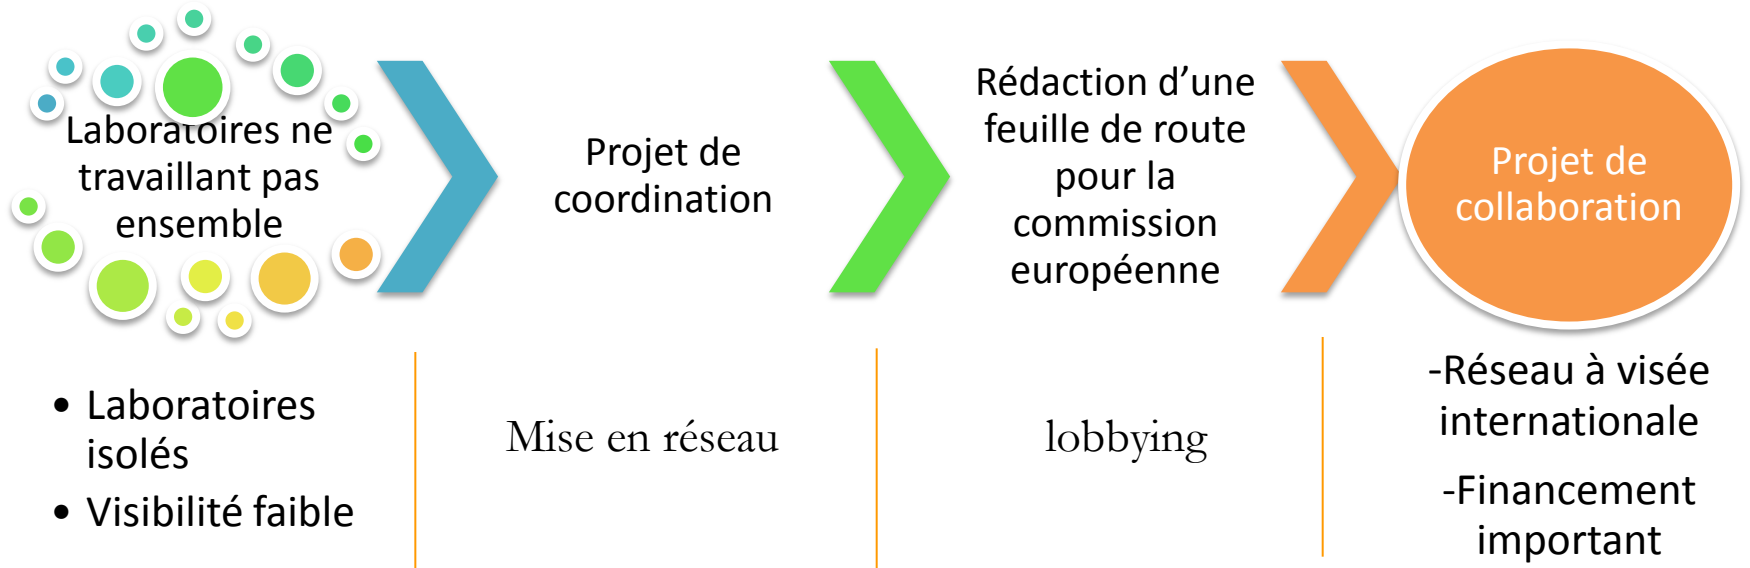 Laboratoires ne
travaillant pas
ensemble
Projet de
coordination
Rédaction d’une
feuille de route
pour la
commission
européenne
Projet de
collaboration
• Laboratoires
isolés
• Visibilité faible
Mise en réseau
lobbying
-Réseau à visée
internationale
-Financement
important